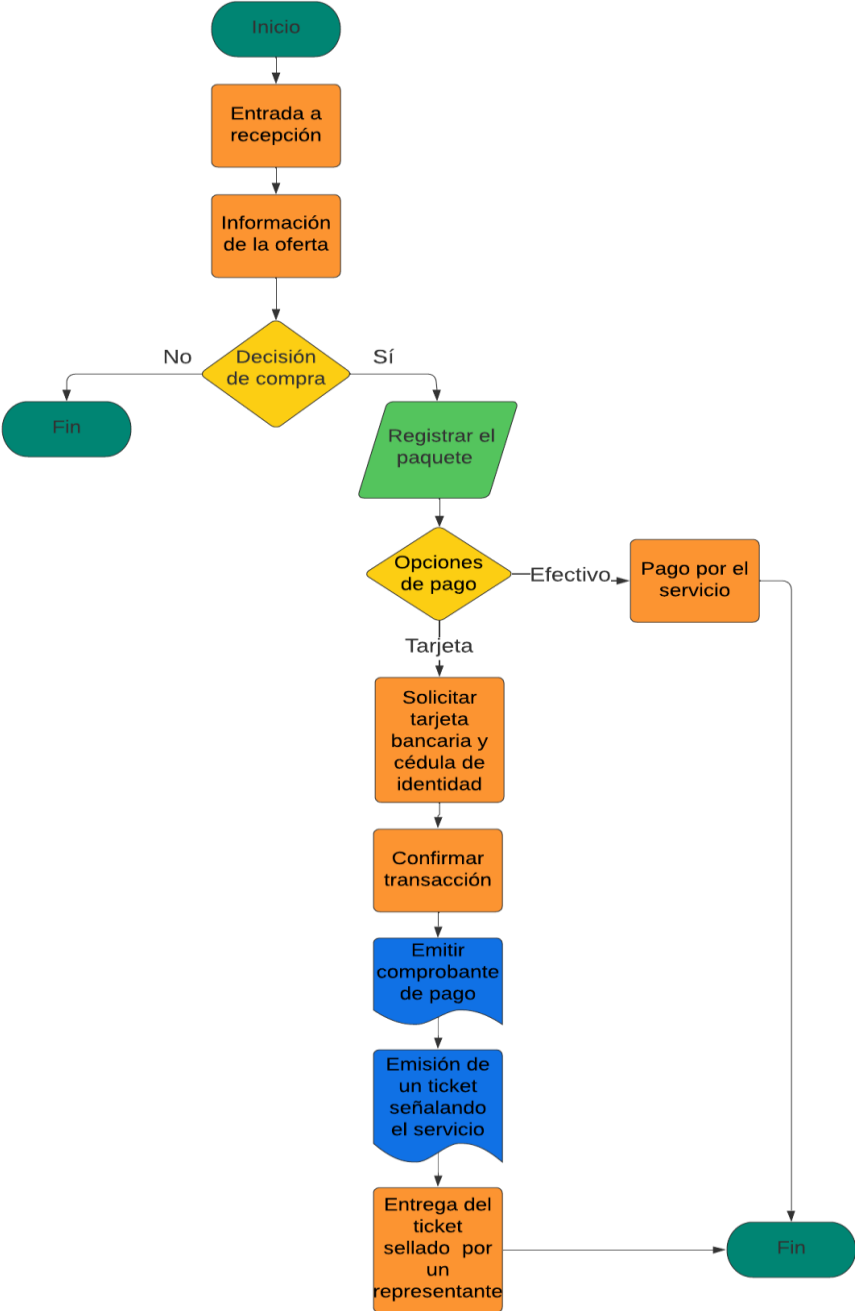 Inicio
Entrada a
recepción
Información
de la oferta
No
Decisión
de compra
Sí
Fin
Registrar el
paquete
Opciones
de pago
Efectivo
Pago por el
servicio
Tarjeta
Solicitar
tarjeta
bancaria y
cédula de
identidad
Confirmar
transacción
Emitir
comprobante
de pago
Emisión de
un ticket
señalando
el servicio
Entrega del
ticket
sellado por
un
representante
Fin